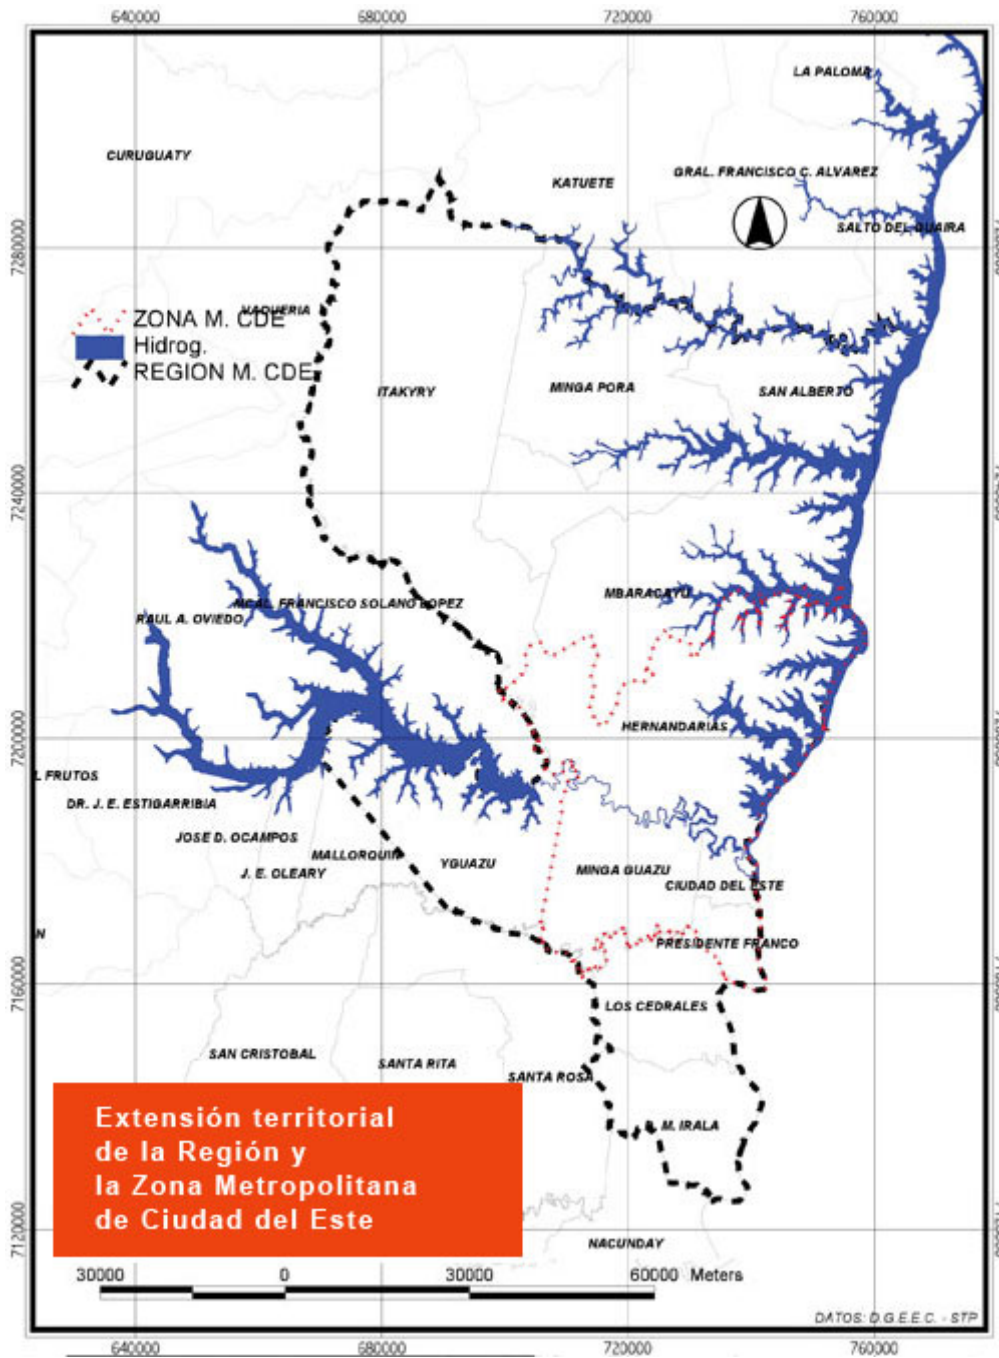 640000 680000 720000 760000
LA PALOMA
CURUGUATY
KATUETE
GRAL. FRANCISCO C. ALVAREZ
SALTO DEL GUAIRA
7280000
VAQUERIA
ZONA M. CDE
Hidrog.
REGION M. CDE
ITAKYRY
MINGA PORA
SAN ALBERTO
7240000
MBARACAYU
MCAL. FRANCISCO SOLANO LOPEZ
RAUL A. OVIEDO
HERNANDARIAS
7200000
L FRUTOS
DR. J. E. ESTIGARRIBIA
JOSE D. OCAMPOS
MALLORQUIN
YGUAZU
J. E. OLEARY
MINGA GUAZU
CIUDAD DEL ESTE
N
PRESIDENTE FRANCO
7160000
LOS CEDRALES
SAN CRISTOBAL
SANTA RITA
SANTA ROSA
M. IRALA
Extensión territorial
de la Región y
la Zona Metropolitana
de Ciudad del Este
7120000
NACUNDAY
30000 0 30000 60000 Meters
DATOS: D.G.E.E.C. - STP
640000 680000 720000 760000